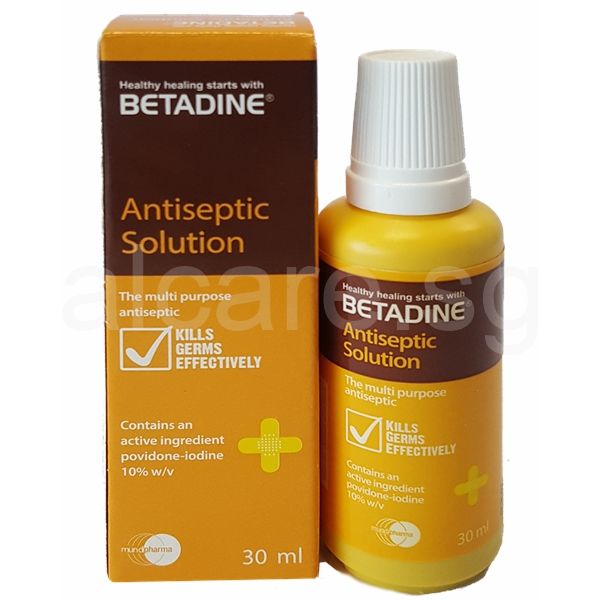 BETADINE
Healthy healing starts with
BETADINE®
Antiseptic
Solution
The multi purpose
antiseptic
KILLS
GERMS
EFFECTIVELY
Contains an
active ingredient
povidone-iodine
10% w/v
mundipharma
30 ml
Healthy healing starts with
BETADINE®
Antiseptic
Solution
The multi purpose
antiseptic
KILLS
GERMS
EFFECTIVELY
Contains an
active ingredient
povidone-iodine
10% w/v
mundipharma
30 ml
alcare.sg